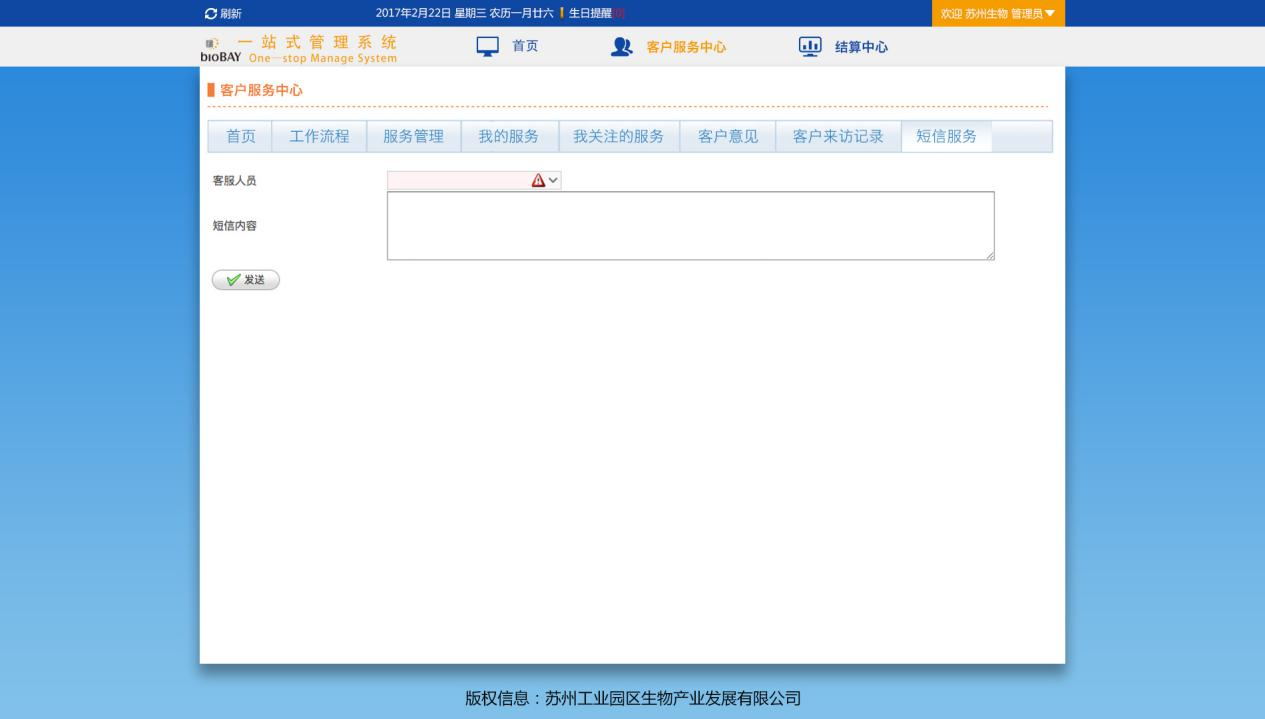 刷新
2017年2月22日 星期三 农历一月廿六
生日提醒[0]
欢迎 苏州生物 管理员
bioBAY
一站式管理系统
One—stop Manage System
首页
客户服务中心
结算中心
客户服务中心
首页 工作流程 服务管理 我的服务 我关注的服务 客户意见 客户来访记录 短信服务
客服人员
短信内容
发送
版权信息：苏州工业园区生物产业发展有限公司